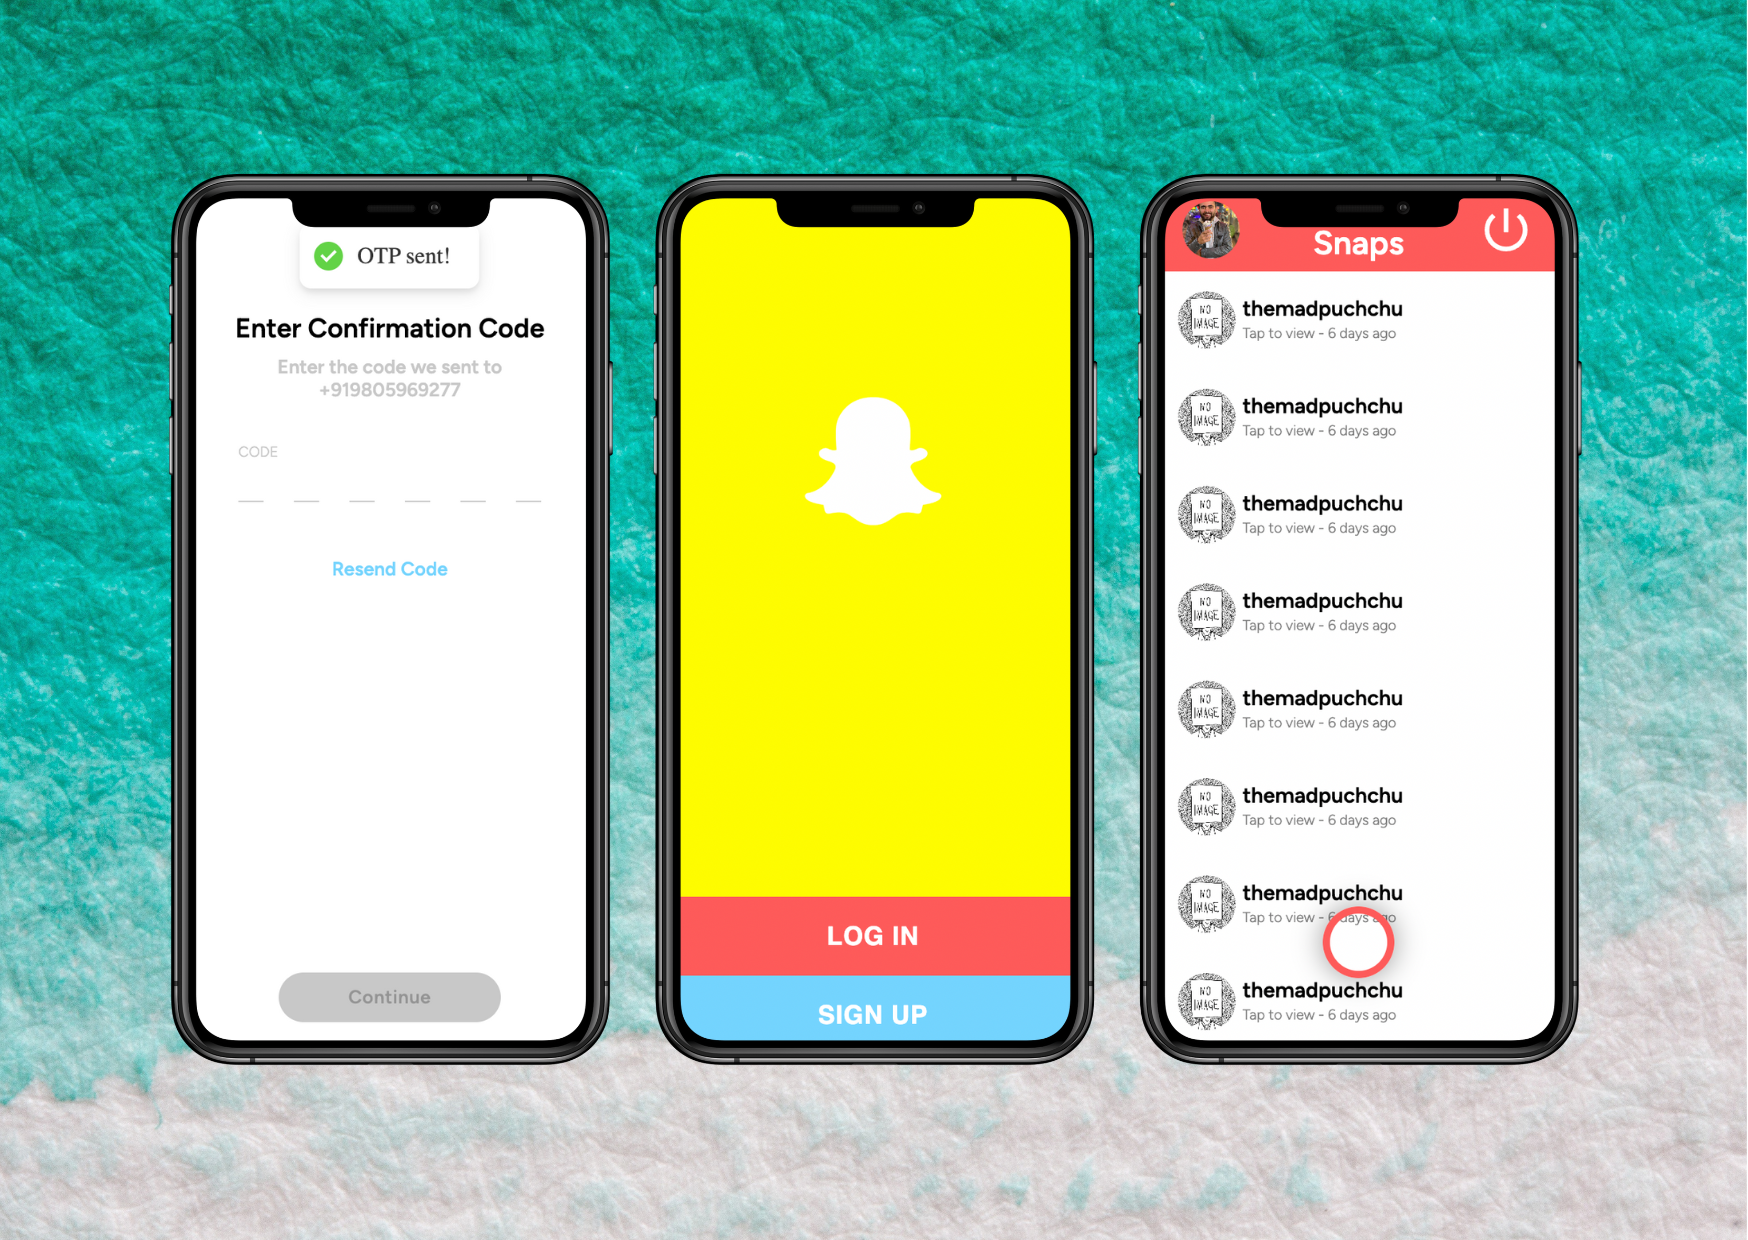 OTP sent!
Enter Confirmation Code
Enter the code we sent to
+919805969277
CODE
Resend Code
Continue
LOG IN
SIGN UP
Snaps
NO
IMAGE
themadpuchchu
Tap to view - 6 days ago
NO
IMAGE
themadpuchchu
Tap to view - 6 days ago
NO
IMAGE
themadpuchchu
Tap to view - 6 days ago
NO
IMAGE
themadpuchchu
Tap to view - 6 days ago
NO
IMAGE
themadpuchchu
Tap to view - 6 days ago
NO
IMAGE
themadpuchchu
Tap to view - 6 days ago
NO
IMAGE
themadpuchchu
Tap to view - 6 days ago
NO
IMAGE
themadpuchchu
Tap to view - 6 days ago